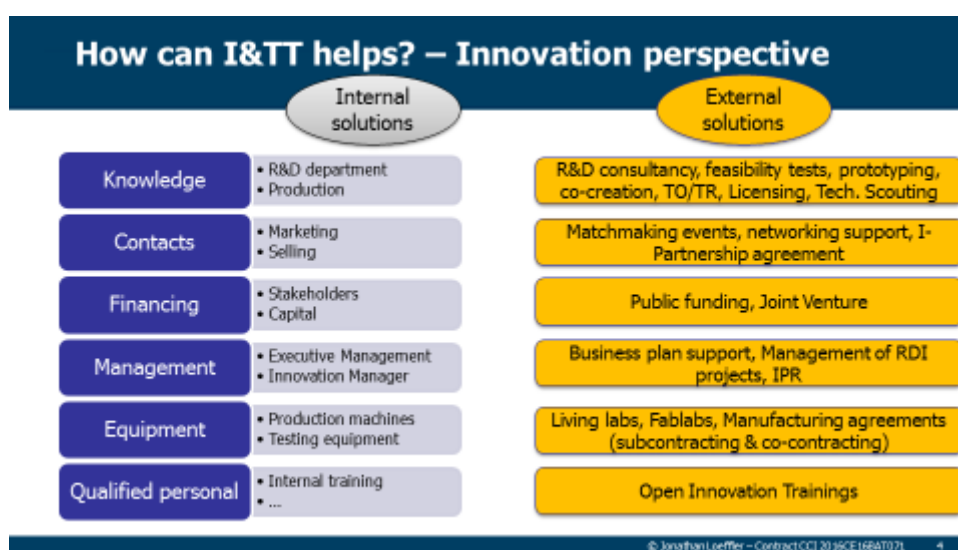 How can I&TT helps? – Innovation perspective
Internal
solutions
External
solutions
Knowledge
• R&D department
• Production
R&D consultancy, feasibility tests, prototyping,
co-creation, TO/TR, Licensing, Tech. Scouting
Contacts
• Marketing
• Selling
Matchmaking events, networking support, I-
Partnership agreement
Financing
• Stakeholders
• Capital
Public funding, Joint Venture
Management
• Executive Management
• Innovation Manager
Business plan support, Management of RDI
projects, IPR
Equipment
• Production machines
• Testing equipment
Living labs, Fablabs, Manufacturing agreements
(subcontracting & co-contracting)
Qualified personal
• Internal training
• ...
Open Innovation Trainings
© Jonathan Loeffler – Contract CCI 2016CE16BAT071
4